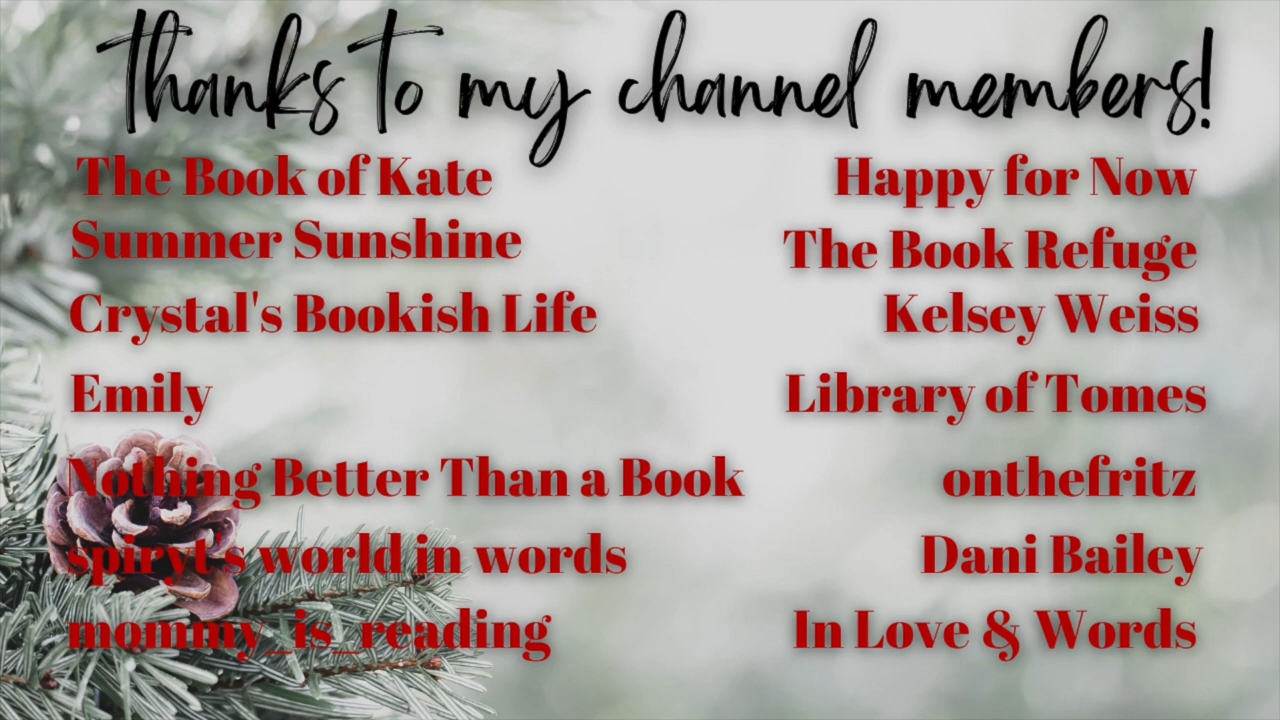 thanks to my channel members!
The Book of Kate
Summer Sunshine
Crystal's Bookish Life
Emily
Nothing Better Than a Book
spiryt's world in words
mommy_is_reading
Happy for Now
The Book Refuge
Kelsey Weiss
Library of Tomes
onthefritz
Dani Bailey
In Love & Words